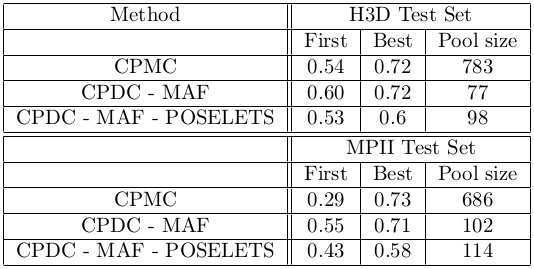 Method H3D Test Set
First Best Pool size
CPMC 0.54 0.72 783
CPDC - MAF 0.60 0.72 77
CPDC - MAF - POSELETS 0.53 0.6 98
MPII Test Set
First Best Pool size
CPMC 0.29 0.73 686
CPDC - MAF 0.55 0.71 102
CPDC - MAF - POSELETS 0.43 0.58 114